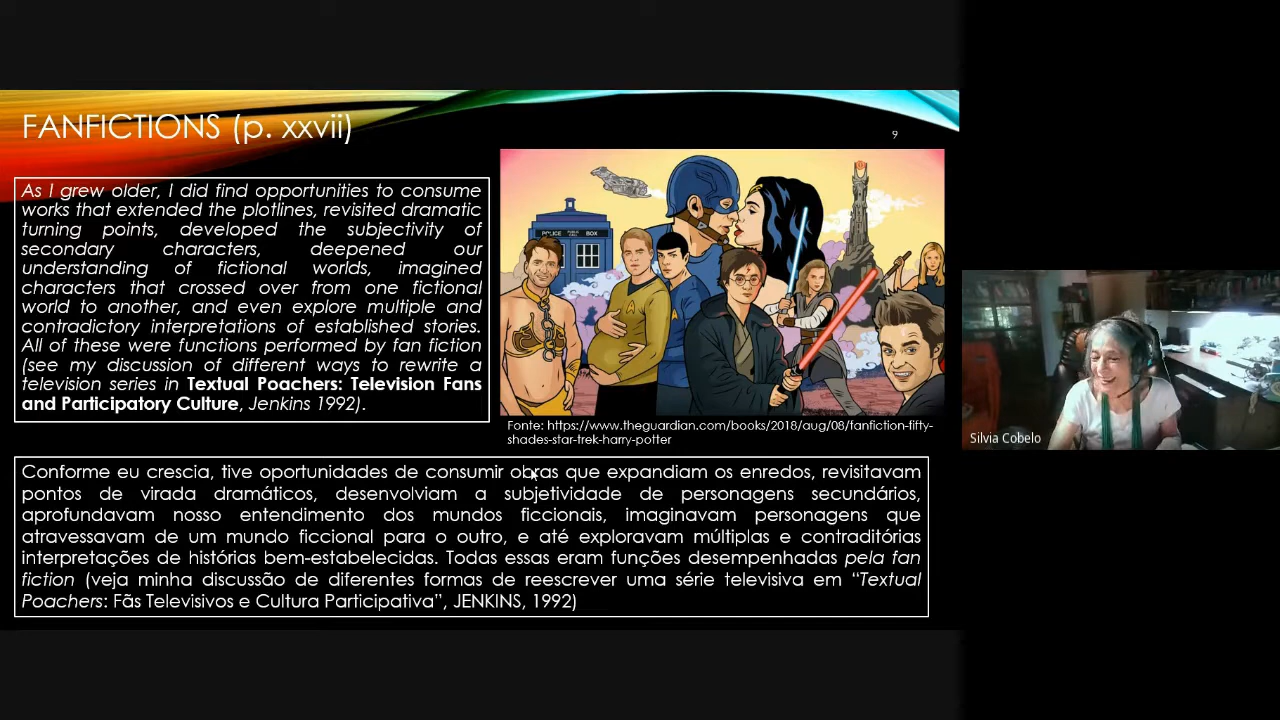 FANFICTIONS (p. xxvii)
9
As I grew older, I did find opportunities to consume
works that extended the plotlines, revisited dramatic
turning points, developed the subjectivity of
secondary characters, deepened our
understanding of fictional worlds, imagined
characters that crossed over from one fictional
world to another, and even explore multiple and
contradictory interpretations of established stories.
All of these were functions performed by fan fiction
(see my discussion of different ways to rewrite a
television series in Textual Poachers: Television Fans
and Participatory Culture, Jenkins 1992).
POLICE PUBLIC CALL BOX
Fonte: https://www.theguardian.com/books/2018/aug/08/fanfiction-fifty-
shades-star-trek-harry-potter
Conforme eu crescia, tive oportunidades de consumir obras que expandiam os enredos, revisitavam
pontos de virada dramáticos, desenvolviam a subjetividade de personagens secundários,
aprofundavam nosso entendimento dos mundos ficcionais, imaginavam personagens que
atravessavam de um mundo ficcional para o outro, e até exploravam múltiplas e contraditórias
interpretações de histórias bem-estabelecidas. Todas essas eram funções desempenhadas pela fan
fiction (veja minha discussão de diferentes formas de reescrever uma série televisiva em “Textual
Poachers: Fãs Televisivos e Cultura Participativa”, JENKINS, 1992)
Silvia Cobelo